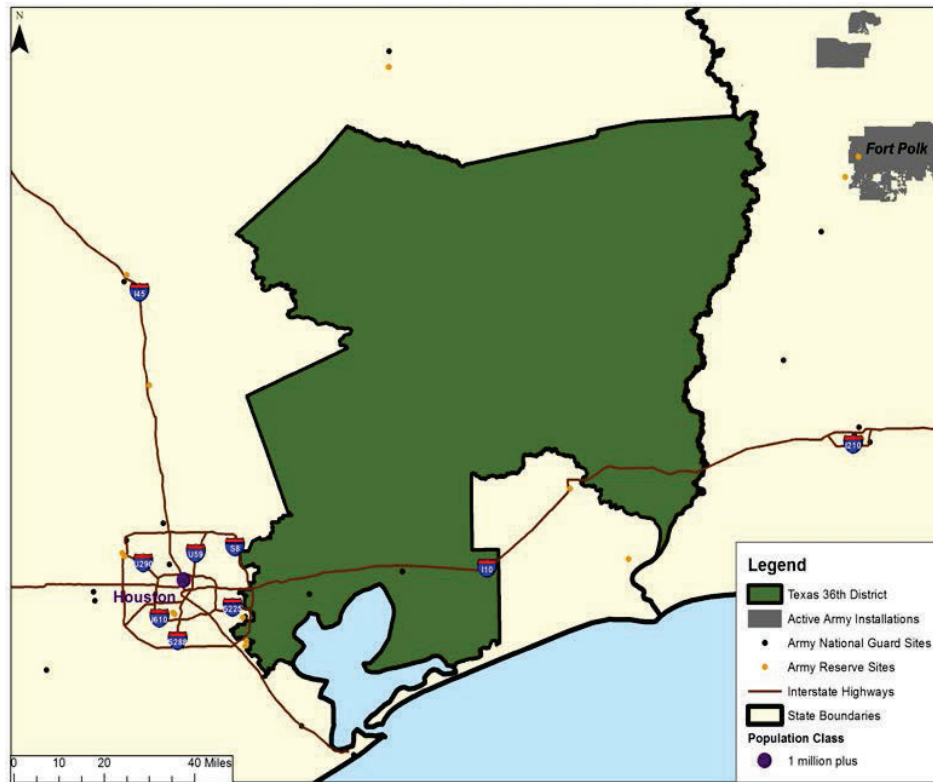 N
Fort Polk
I45
I210
S8
U59
U290
I10
Houston
S225
I610
S288
Legend
Texas 36th District
Active Army Installations
Army National Guard Sites
Army Reserve Sites
Interstate Highways
State Boundaries
Population Class
1 million plus
0 10 20 40 Miles